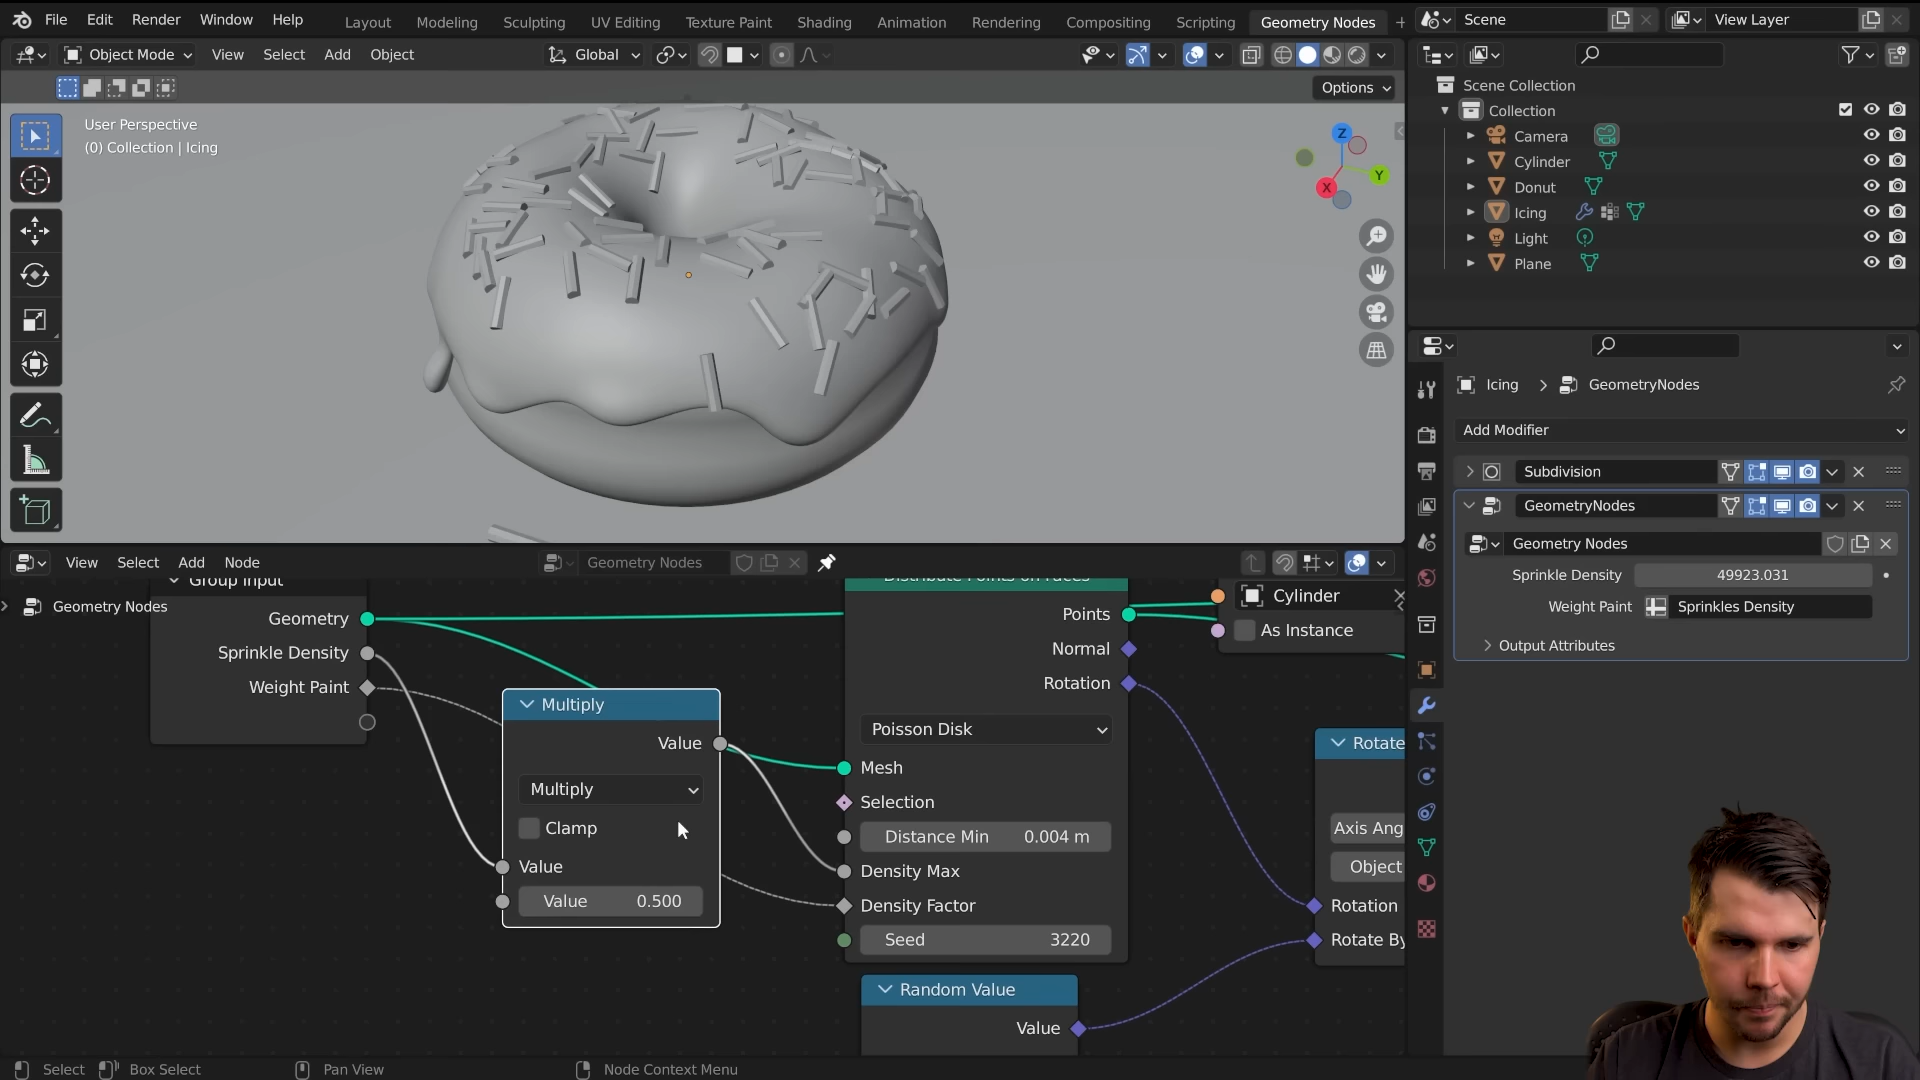 File Edit Render Window Help
Layout Modeling Sculpting UV Editing Texture Paint Shading Animation Rendering Compositing Scripting Geometry Nodes +
Scene
View Layer
Object Mode View Select Add Object
Global
Options
User Perspective
(0) Collection | Icing
Z
Y
X
Scene Collection
Collection
Camera
Cylinder
Donut
Icing
Light
Plane
Icing > GeometryNodes
Add Modifier
Subdivision
GeometryNodes
Geometry Nodes
Sprinkle Density 49923.031
Weight Paint Sprinkles Density
Output Attributes
View Select Add Node
Geometry Nodes
Geometry Nodes
Group Input
Geometry
Sprinkle Density
Weight Paint
Multiply
Value
Multiply
Clamp
Value
Value 0.500
Distribute Points on Faces
Points
Normal
Rotation
Poisson Disk
Mesh
Selection
Distance Min 0.004 m
Density Max
Density Factor
Seed 3220
Random Value
Value
Cylinder
As Instance
Rotate
Axis Ang
Object
Rotation
Rotate By
Select Box Select Pan View Node Context Menu